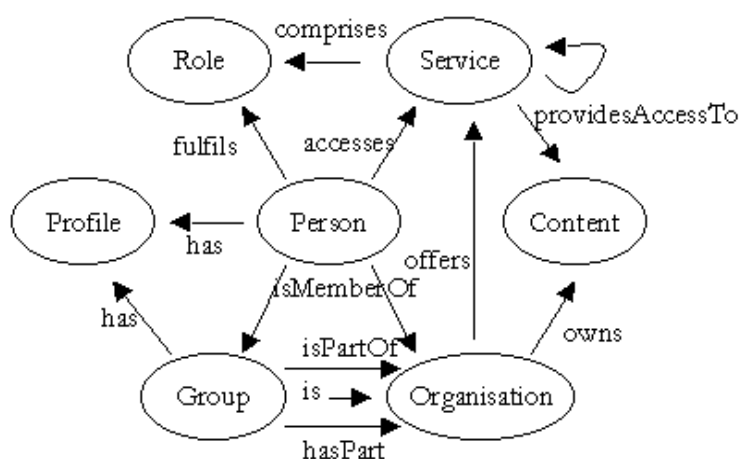 comprises
Role
Service
providesAccessTo
fulfils
accesses
Profile
Person
Content
has
offers
isMemberOf
has
isPartOf
owns
Group
is
Organisation
hasPart